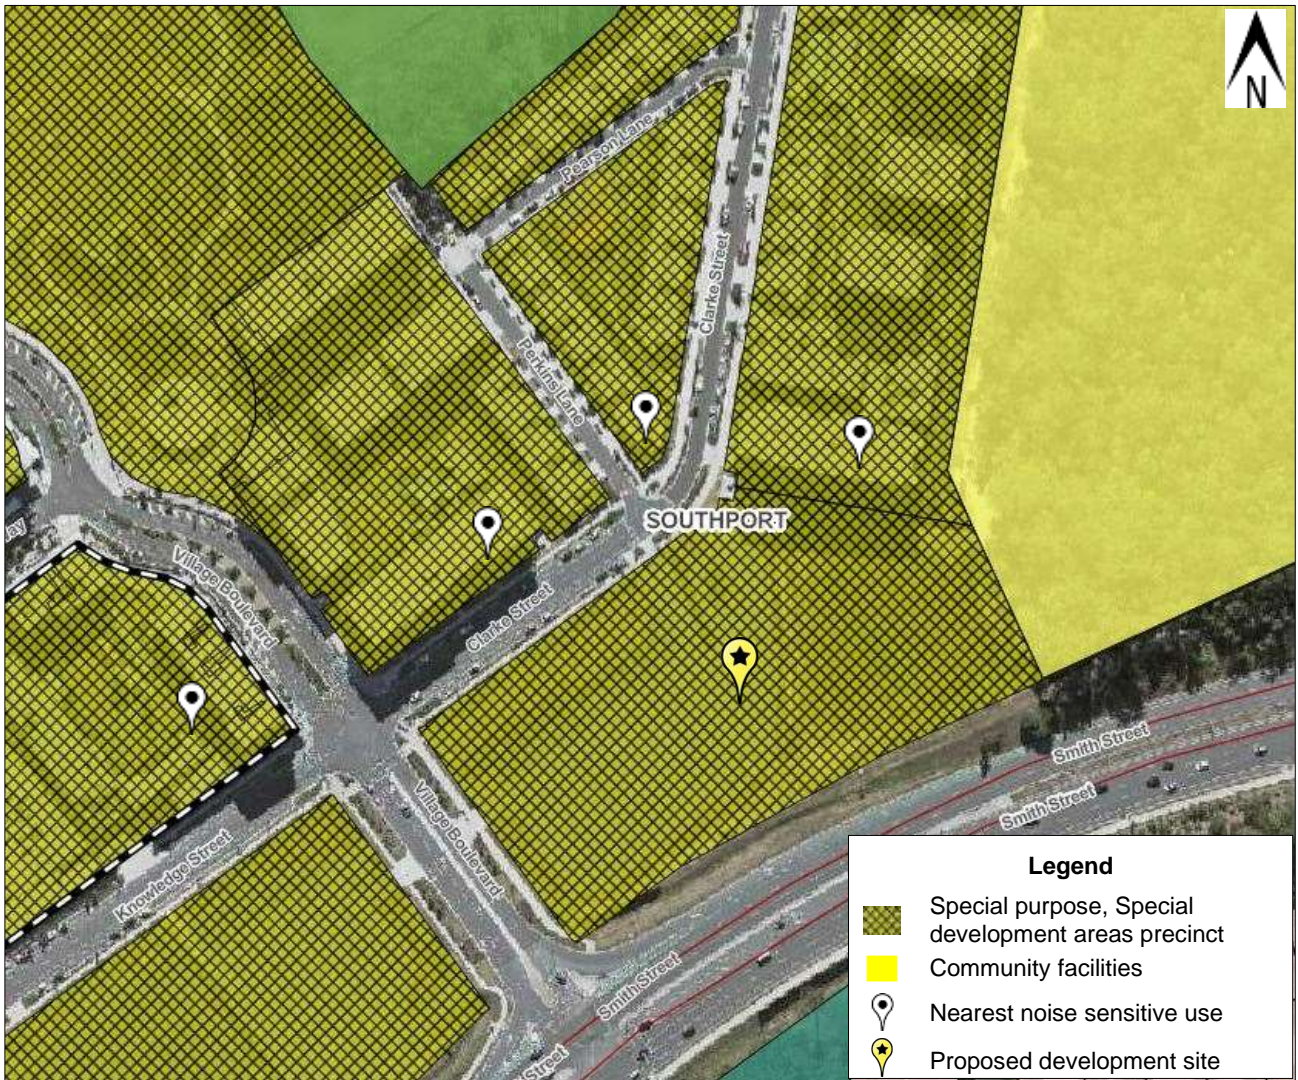 N
Pearson Lane
Clarke Street
Perkins Lane
SOUTHPORT
ay
Village Boulevard
Clarke Street
Smith Street
Smith Street
Village Boulevard
Knowledge Street
Smith Street
Street
Legend
Special purpose, Special
development areas precinct
Community facilities
Nearest noise sensitive use
Proposed development site